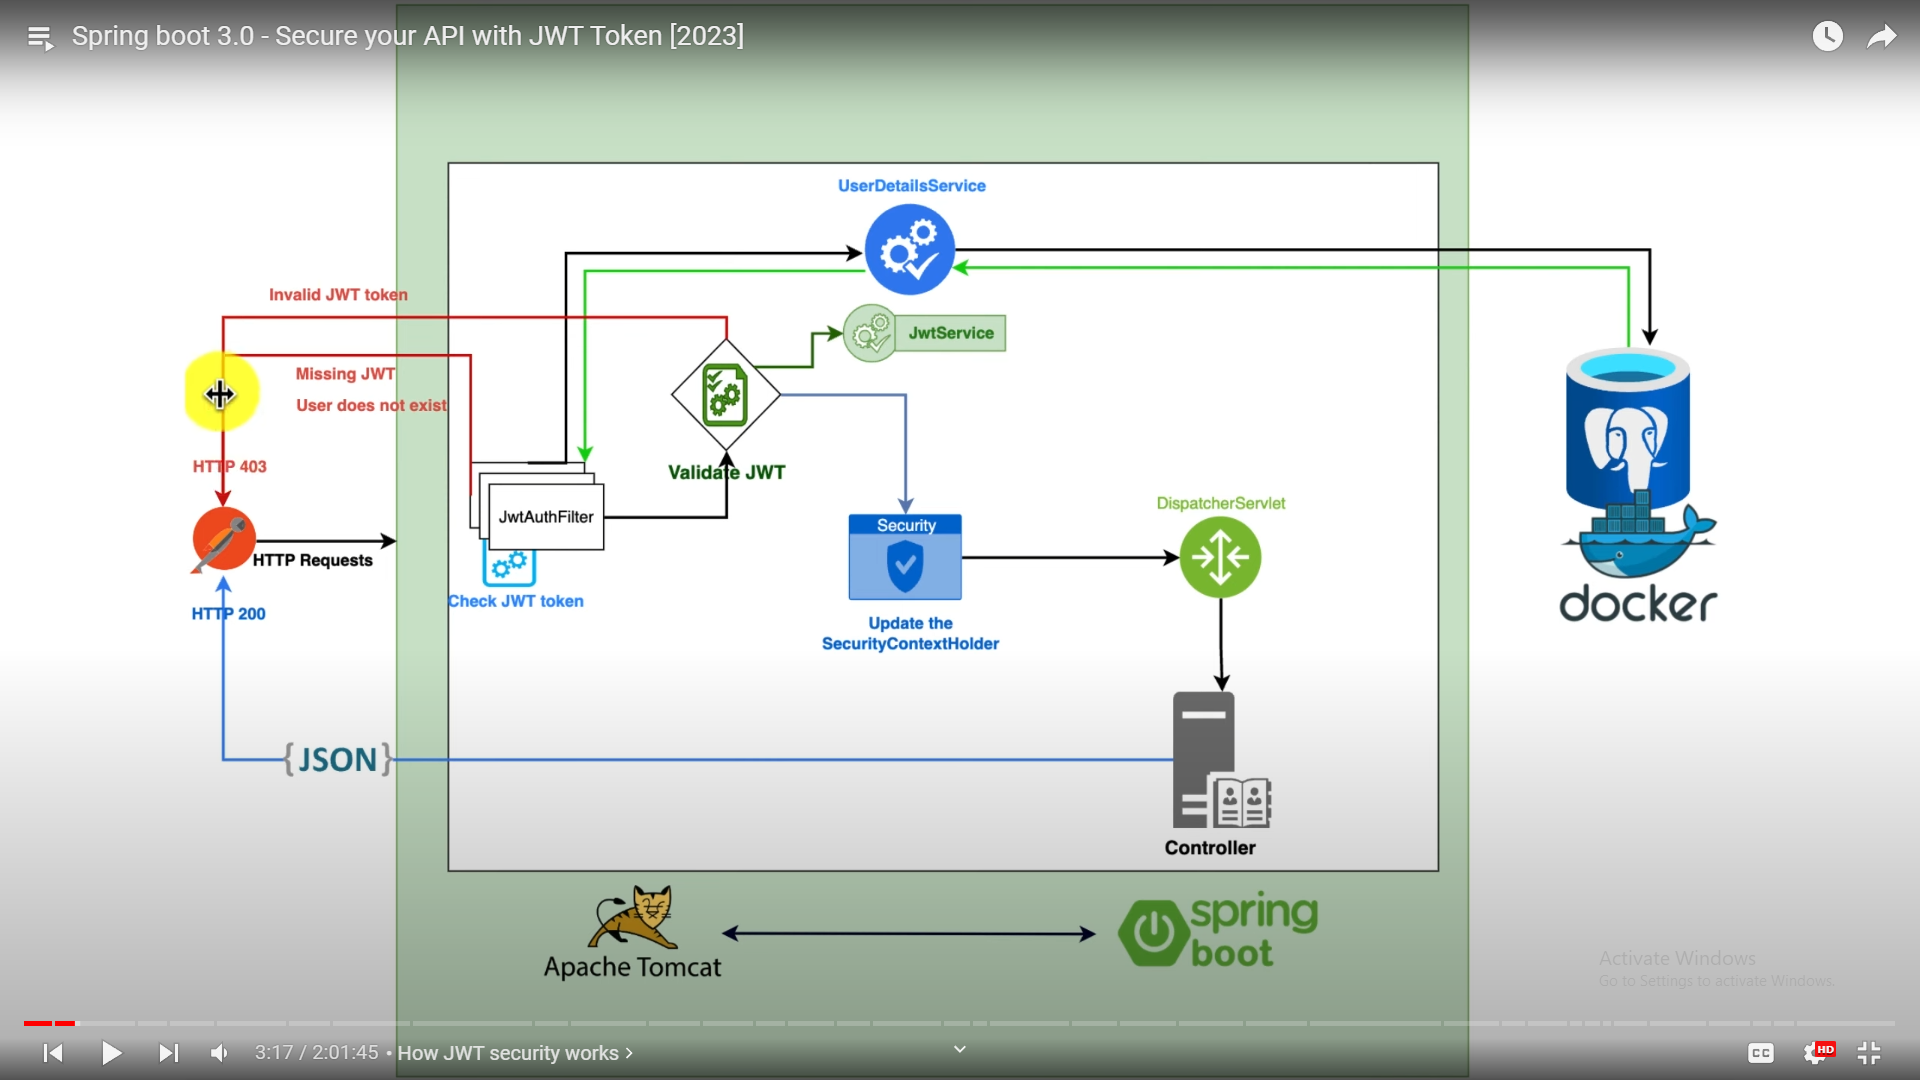 Spring boot 3.0 - Secure your API with JWT Token [2023]
UserDetailsService
Invalid JWT token
JwtService
Missing JWT
User does not exist
HTTP 403
Validate JWT
JwtAuthFilter
Security
DispatcherServlet
HTTP Requests
Check JWT token
HTTP 200
Update the
SecurityContextHolder
docker
{JSON}
Controller
Apache Tomcat
spring
boot
Activate Windows
Go to Settings to activate Windows.
3:17 / 2:01:45 • How JWT security works >
CC
HD